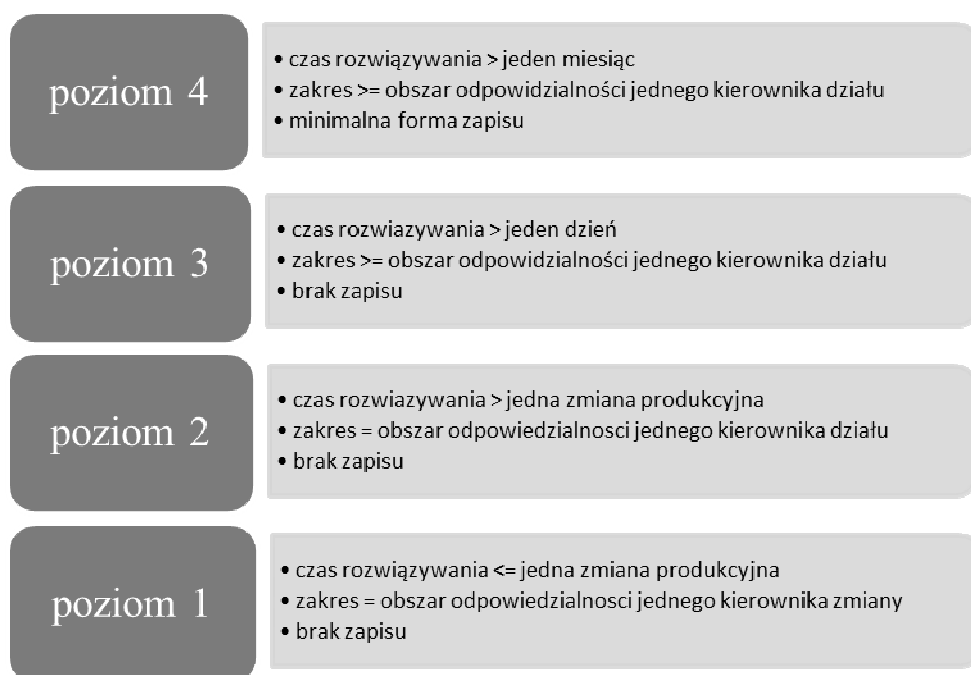 poziom 4
• czas rozwiązywania > jeden miesiąc
• zakres >= obszar odpowidzialności jednego kierownika działu
• minimalna forma zapisu
poziom 3
• czas rozwiazywania > jeden dzień
• zakres >= obszar odpowidzialności jednego kierownika działu
• brak zapisu
poziom 2
• czas rozwiazywania > jedna zmiana produkcyjna
• zakres = obszar odpowiedzialnosci jednego kierownika działu
• brak zapisu
poziom 1
• czas rozwiązywania <= jedna zmiana produkcyjna
• zakres = obszar odpowiedzialnosci jednego kierownika zmiany
• brak zapisu